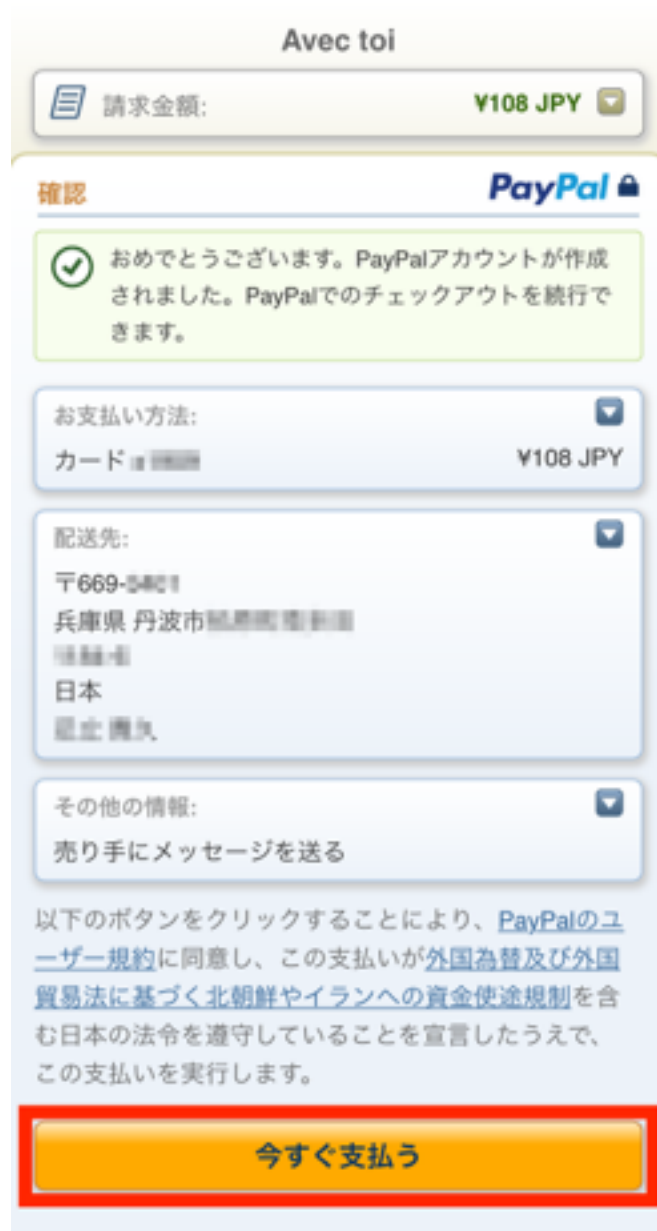 Avec toi
請求金額: ¥108 JPY
確認 PayPal
おめでとうございます。PayPalアカウントが作成
されました。PayPalでのチェックアウトを続行で
きます。
お支払い方法:
カード ¥108 JPY
配送先:
〒669-
兵庫県 丹波市
日本
その他の情報:
売り手にメッセージを送る
以下のボタンをクリックすることにより、PayPalのユ
ーザー規約に同意し、この支払いが外国為替及び外国
貿易法に基づく北朝鮮やイランへの資金使途規制を含
む日本の法令を遵守していることを宣言したうえで、
この支払いを実行します。
今すぐ支払う